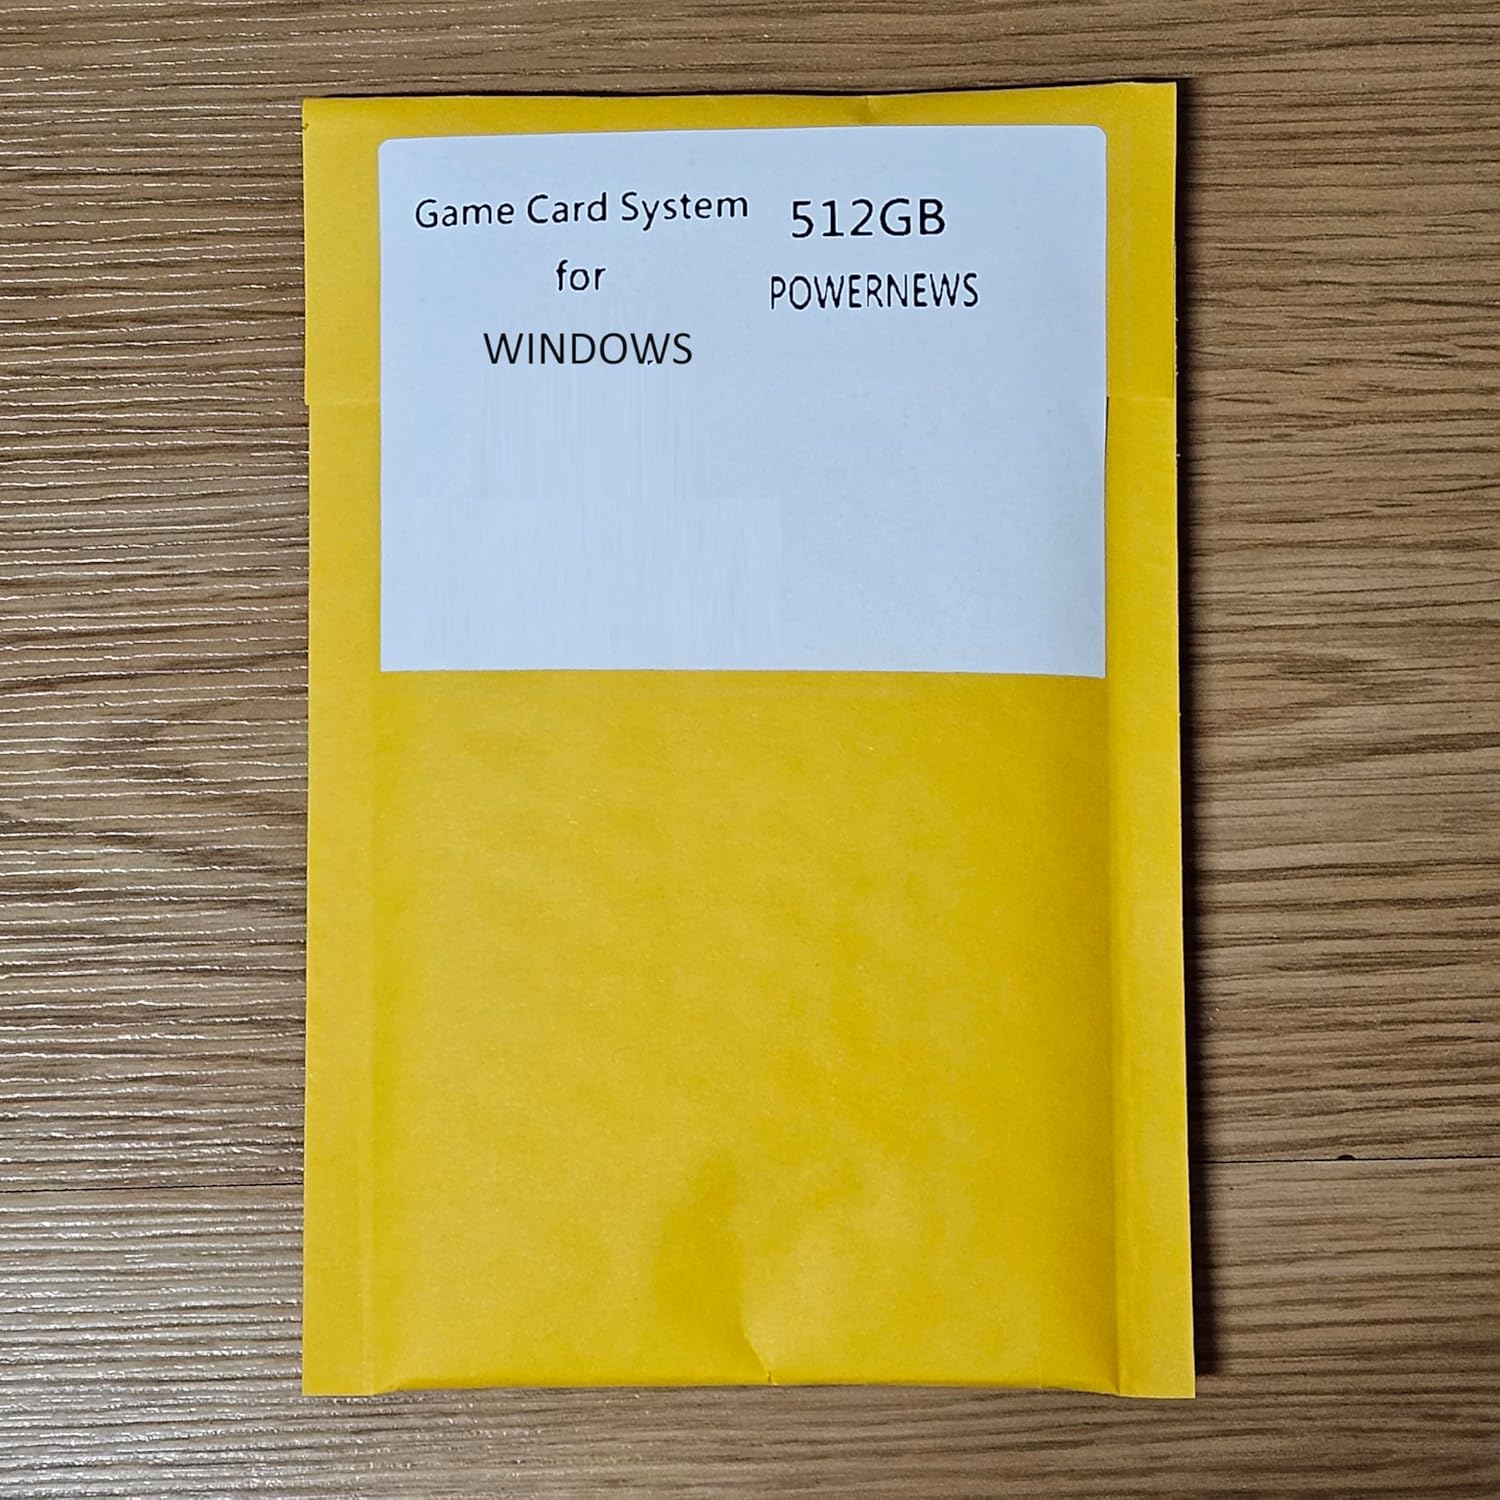 Game Card System
for
WINDOWS
512GB
POWERNEWS